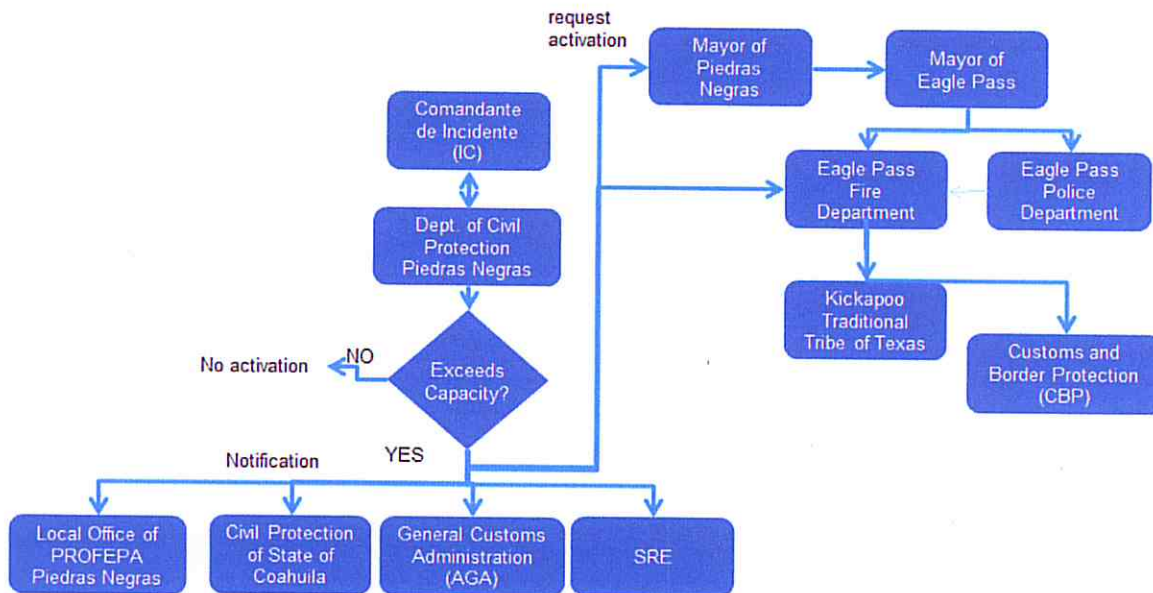 request
activation
Mayor of
Piedras
Negras
Mayor of
Eagle Pass
Comandante
de Incidente
(IC)
Eagle Pass
Fire
Department
Eagle Pass
Police
Department
Dept. of Civil
Protection
Piedras Negras
Kickapoo
Traditional
Tribe of Texas
Customs and
Border Protection
(CBP)
No activation
NO
Exceeds
Capacity?
YES
Notification
Local Office of
PROFEPA
Piedras Negras
Civil Protection
of State of
Coahuila
General Customs
Administration
(AGA)
SRE